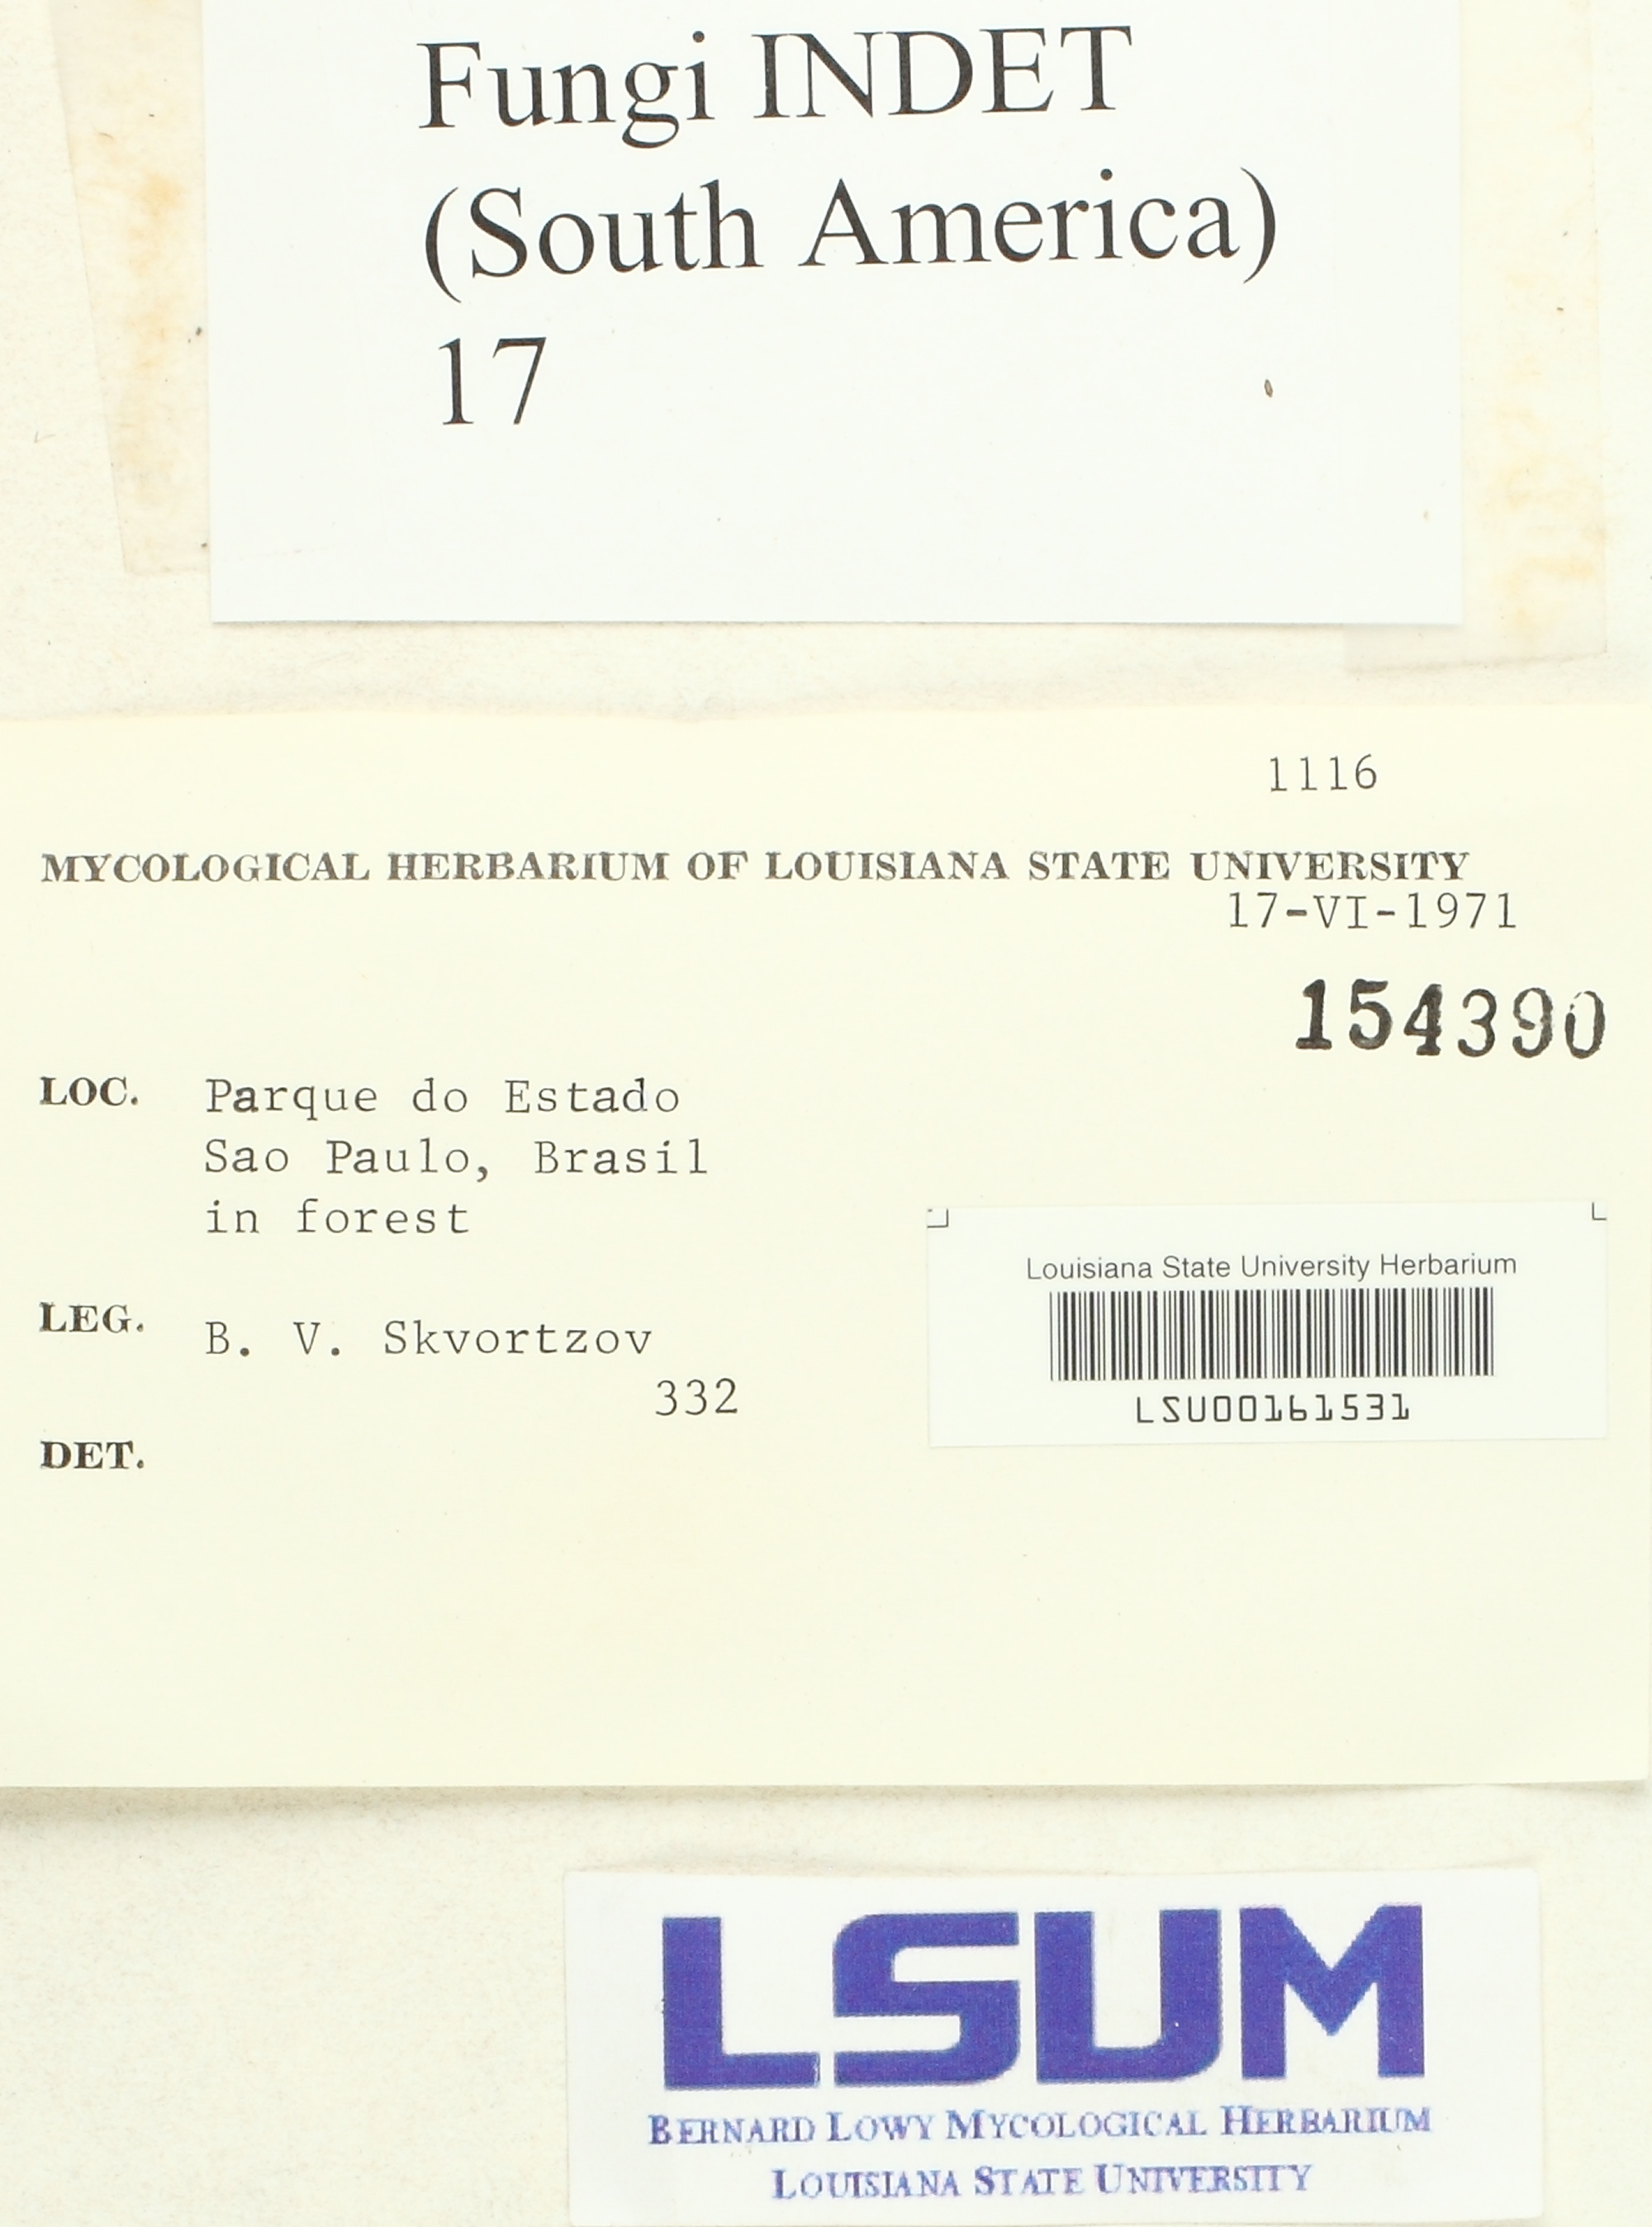 Fungi INDET
(South America)
17
1116
MYCOLOGICAL HERBARIUM OF LOUISIANA STATE UNIVERSITY
17-VI-1971
154390
LOC. Parque do Estado
Sao Paulo, Brasil
in forest
Louisiana State University Herbarium
LSU00161531
LEG. B. V. Skvortzov
332
DET.
LSUM
BERNARD LOWY MYCOLOGICAL HERBARIUM
LOUISIANA STATE UNIVERSITY